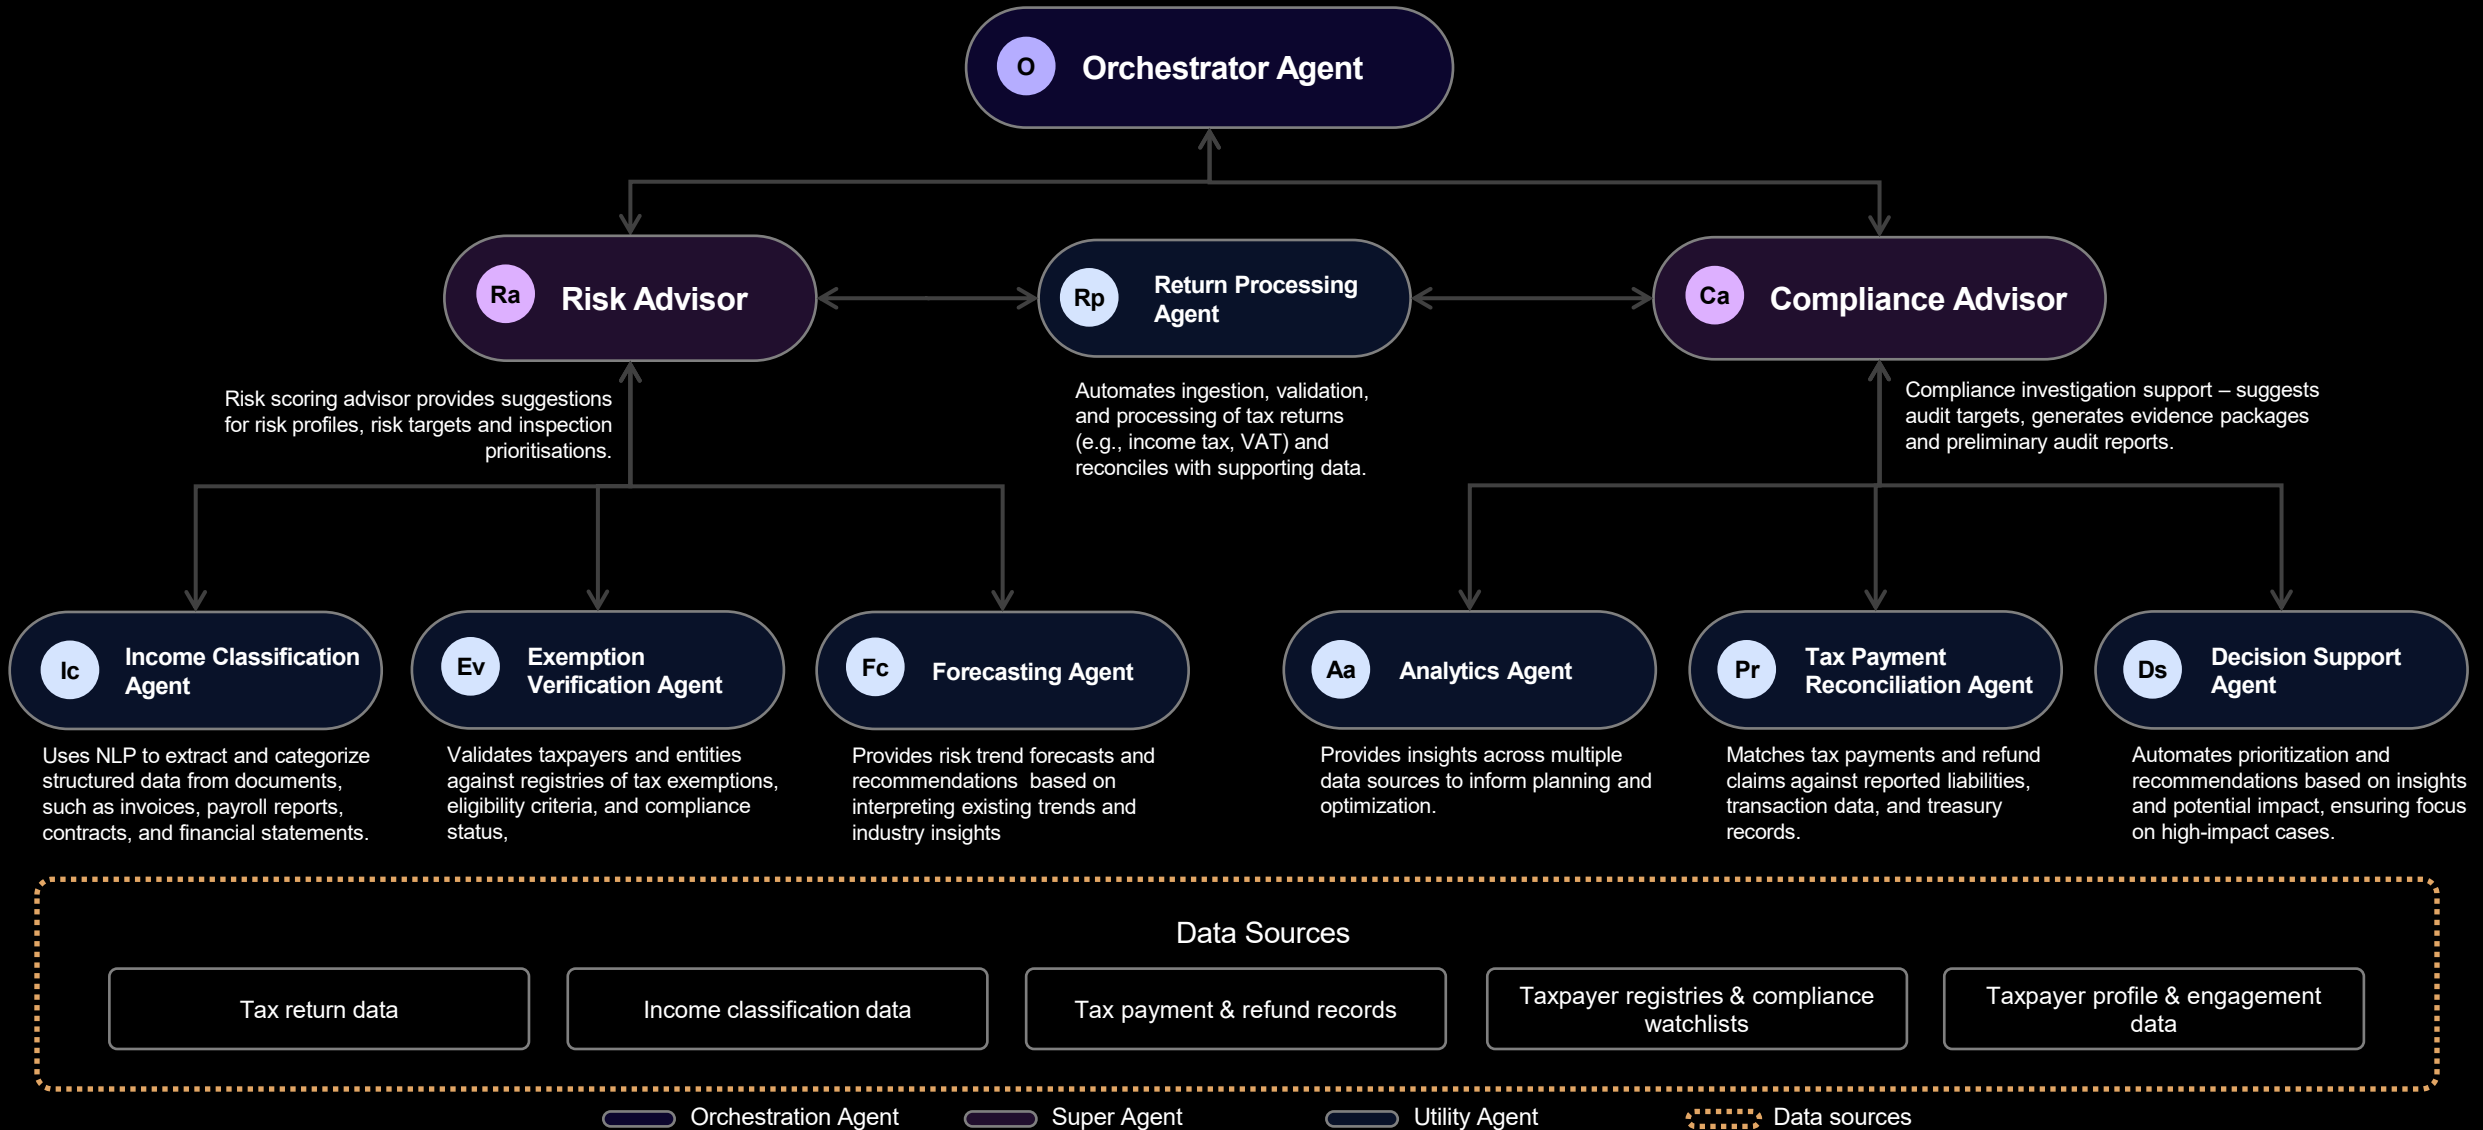 O
Orchestrator Agent
Ra
Risk Advisor
Rp
Return Processing
Agent
Ca
Compliance Advisor
Risk scoring advisor provides suggestions
for risk profiles, risk targets and inspection
prioritisations.
Automates ingestion, validation,
and processing of tax returns
(e.g., income tax, VAT) and
reconciles with supporting data.
Compliance investigation support – suggests
audit targets, generates evidence packages
and preliminary audit reports.
Ic
Income Classification
Agent
Ev
Exemption
Verification Agent
Fc
Forecasting Agent
Aa
Analytics Agent
Pr
Tax Payment
Reconciliation Agent
Ds
Decision Support
Agent
Uses NLP to extract and categorize
structured data from documents,
such as invoices, payroll reports,
contracts, and financial statements.
Validates taxpayers and entities
against registries of tax exemptions,
eligibility criteria, and compliance
status,
Provides risk trend forecasts and
recommendations  based on
interpreting existing trends and
industry insights
Provides insights across multiple
data sources to inform planning and
optimization.
Matches tax payments and refund
claims against reported liabilities,
transaction data, and treasury
records.
Automates prioritization and
recommendations based on insights
and potential impact, ensuring focus
on high-impact cases.
Data Sources
Tax return data
Income classification data
Tax payment & refund records
Taxpayer registries & compliance
watchlists
Taxpayer profile & engagement
data
Orchestration Agent
Super Agent
Utility Agent
Data sources